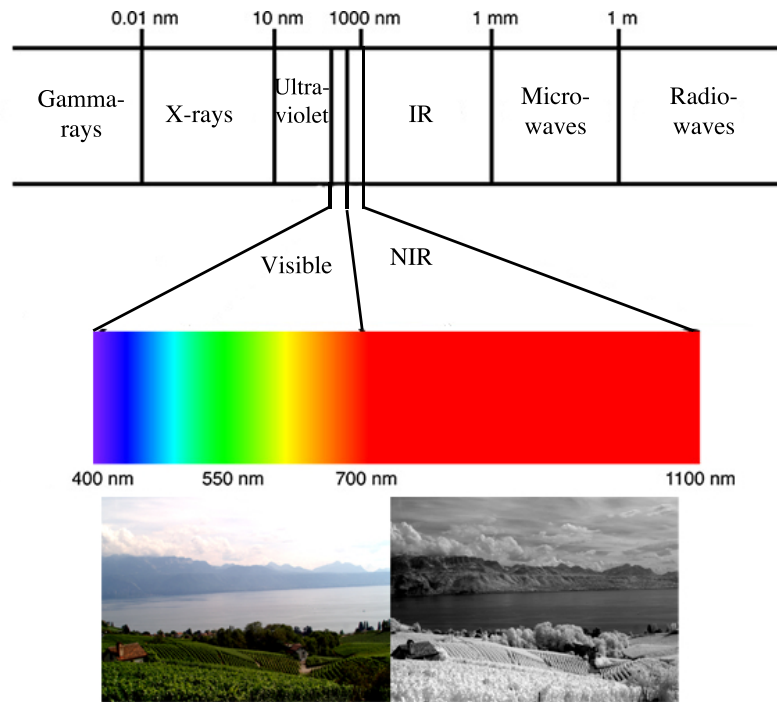 0.01 nm 10 nm 1000 nm 1 mm 1 m
Gamma-
rays
X-rays
Ultra-
violet
IR
Micro-
waves
Radio-
waves
Visible
NIR
400 nm 550 nm 700 nm 1100 nm